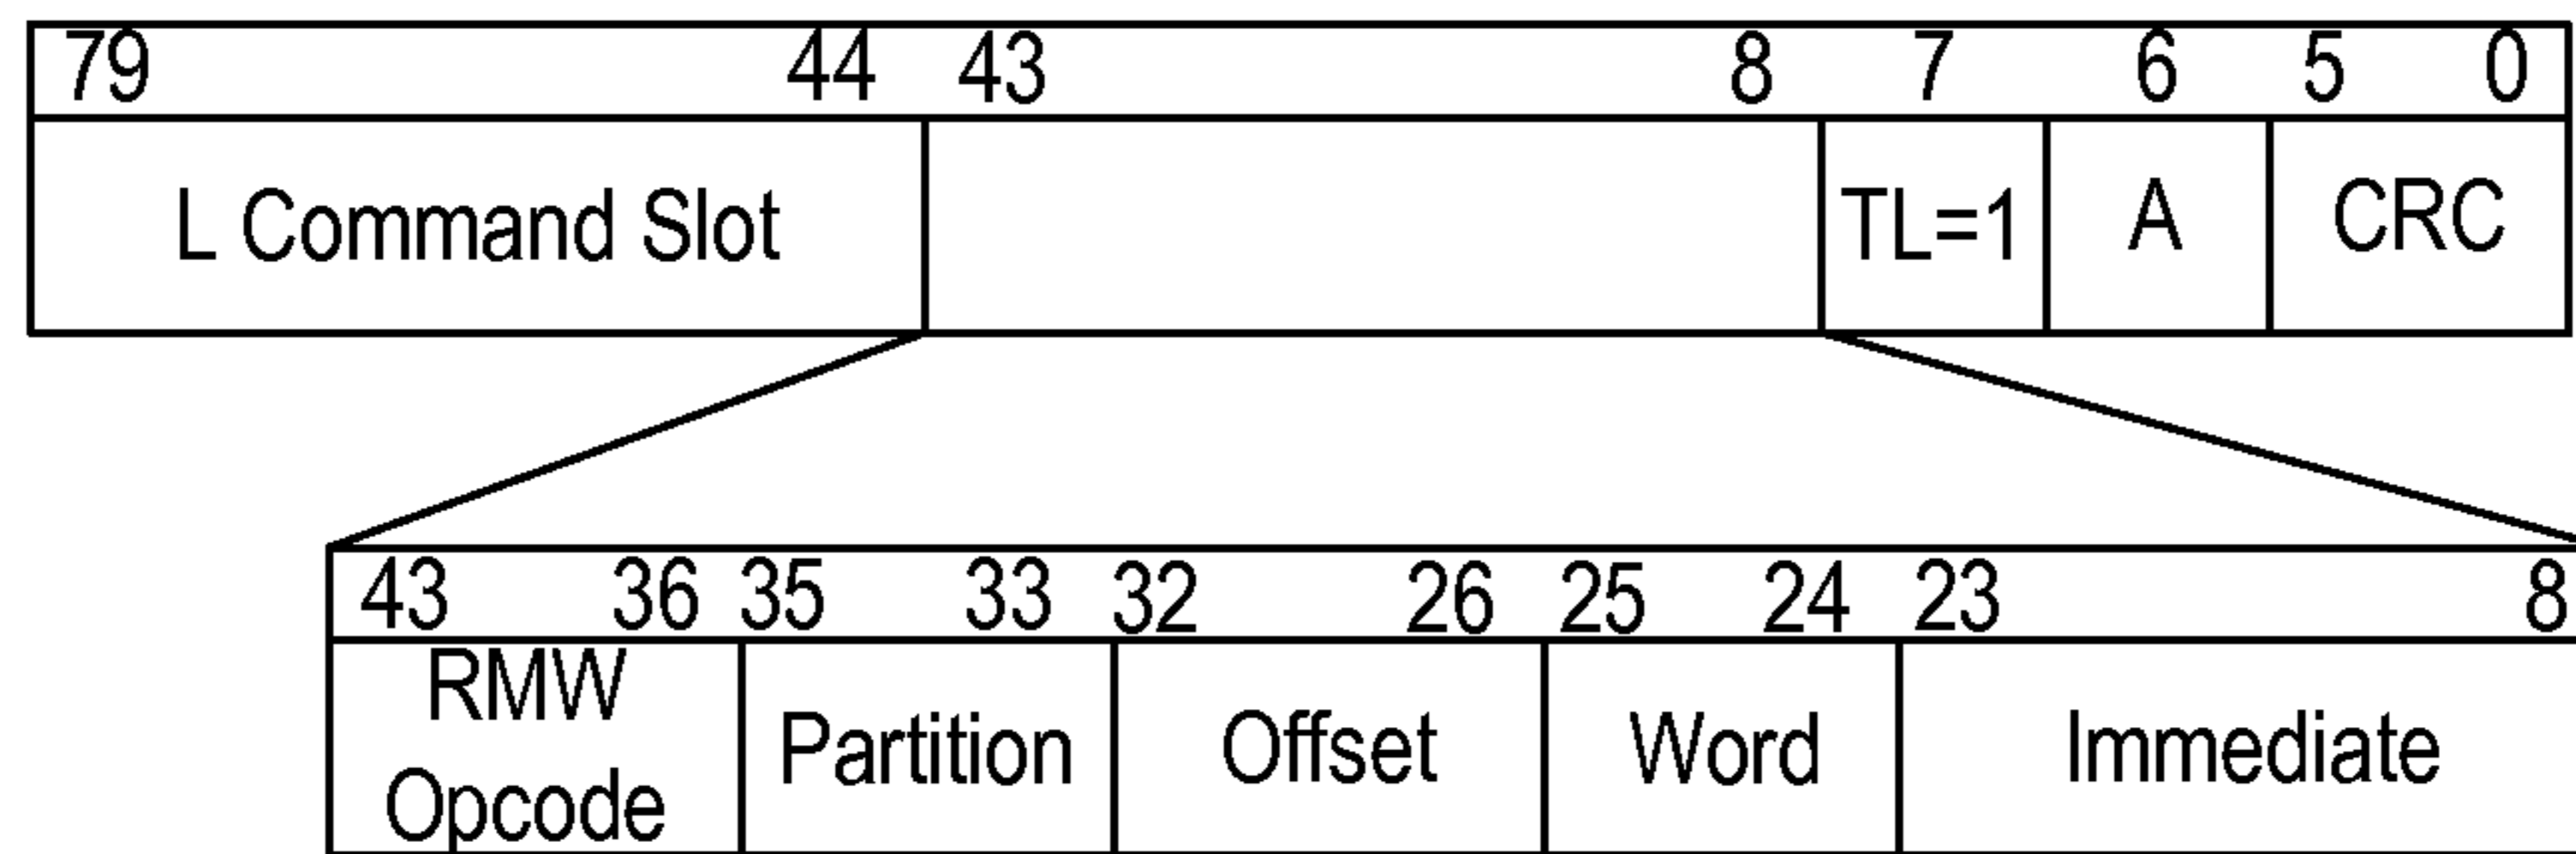 79 44 43 8 7 6 5 0
L Command Slot TL=1 A CRC
43 36 35 33 32 26 25 24 23 8
RMW
Partition Offset Word Immediate
Opcode